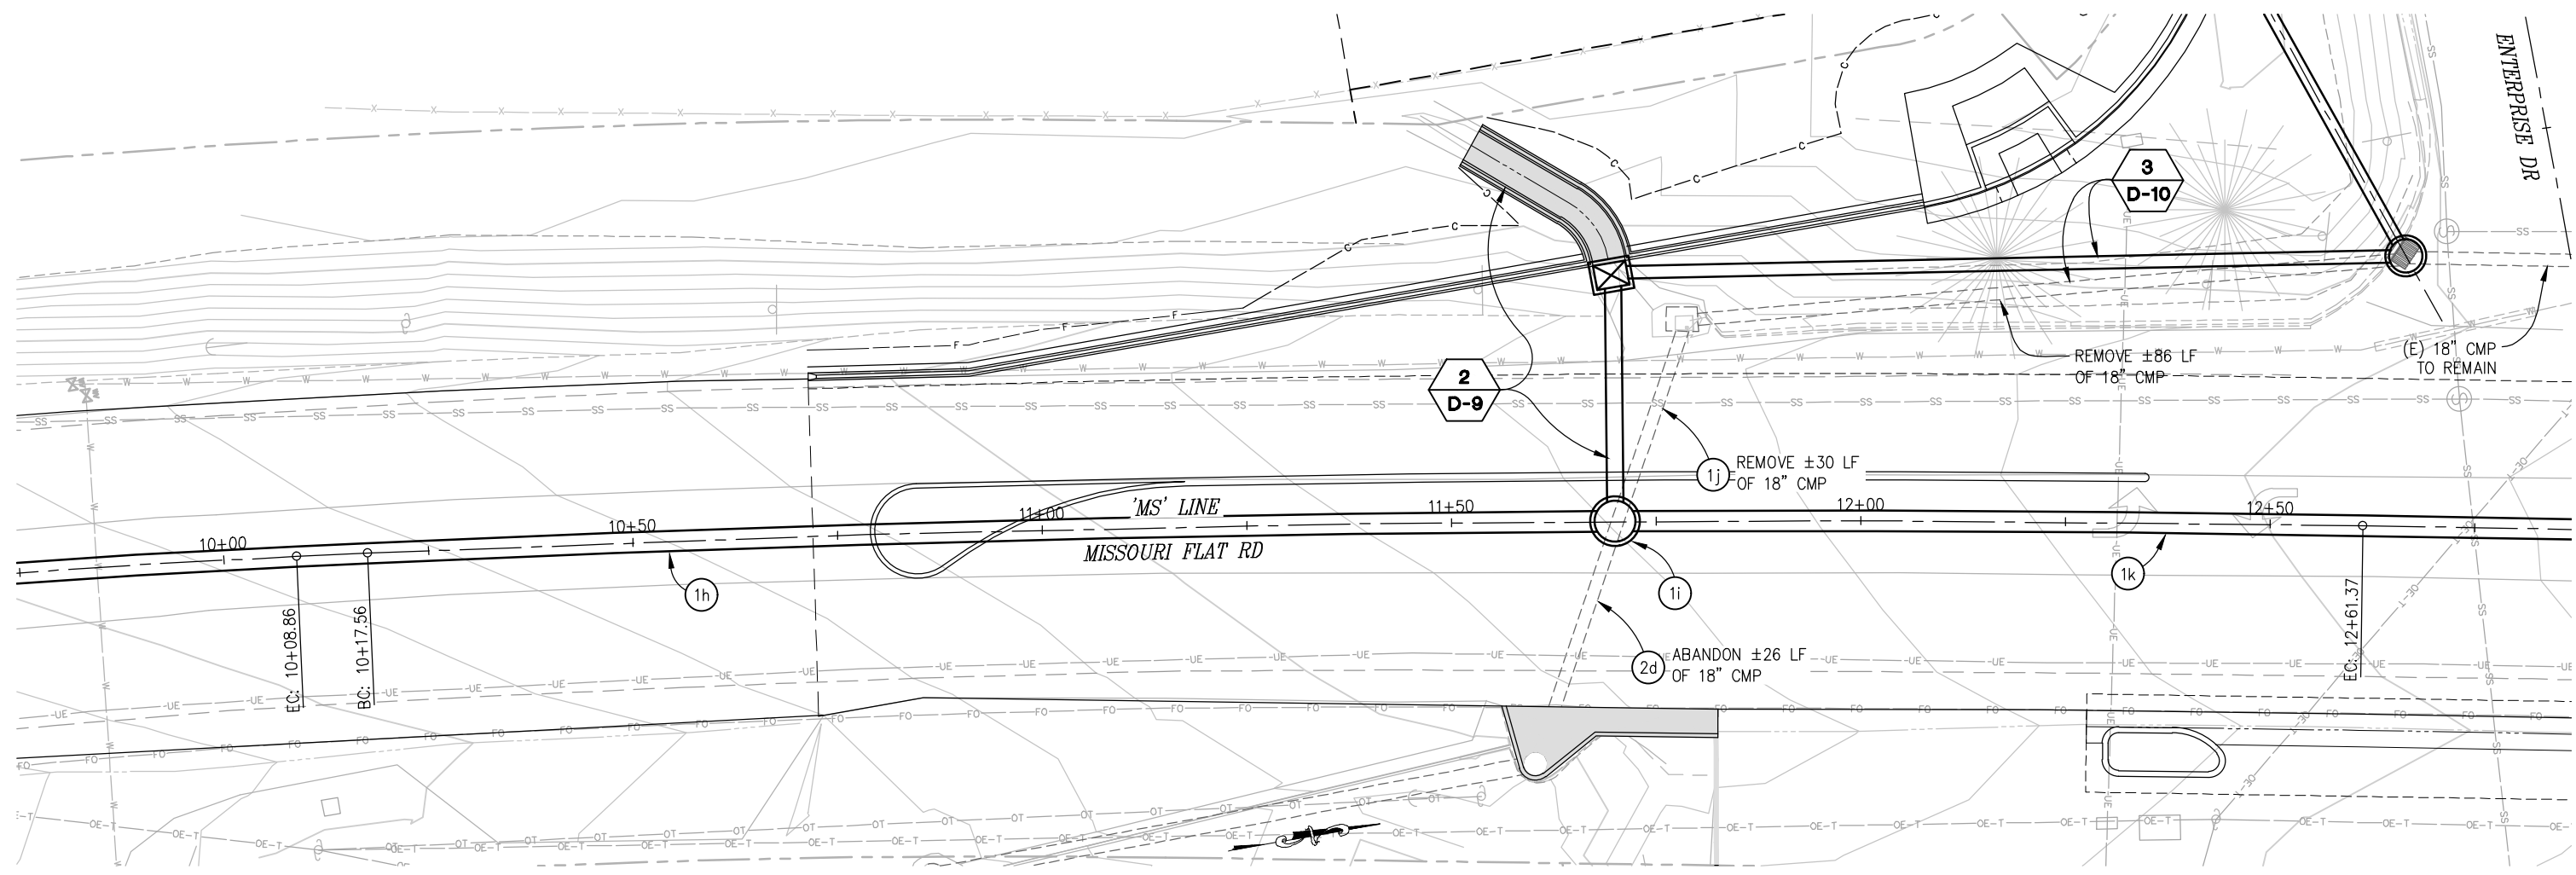 ENTERPRISE DR
3
D-10
REMOVE ±86 LF
OF 18" CMP
(E) 18" CMP
TO REMAIN
2
D-9
1j
REMOVE ±30 LF
OF 18" CMP
'MS' LINE
10+00
10+50
11+00
11+50
12+00
12+50
MISSOURI FLAT RD
1h
1i
1k
EC: 10+08.86
BC: 10+17.56
EC: 12+61.37
2d
ABANDON ±26 LF
OF 18" CMP